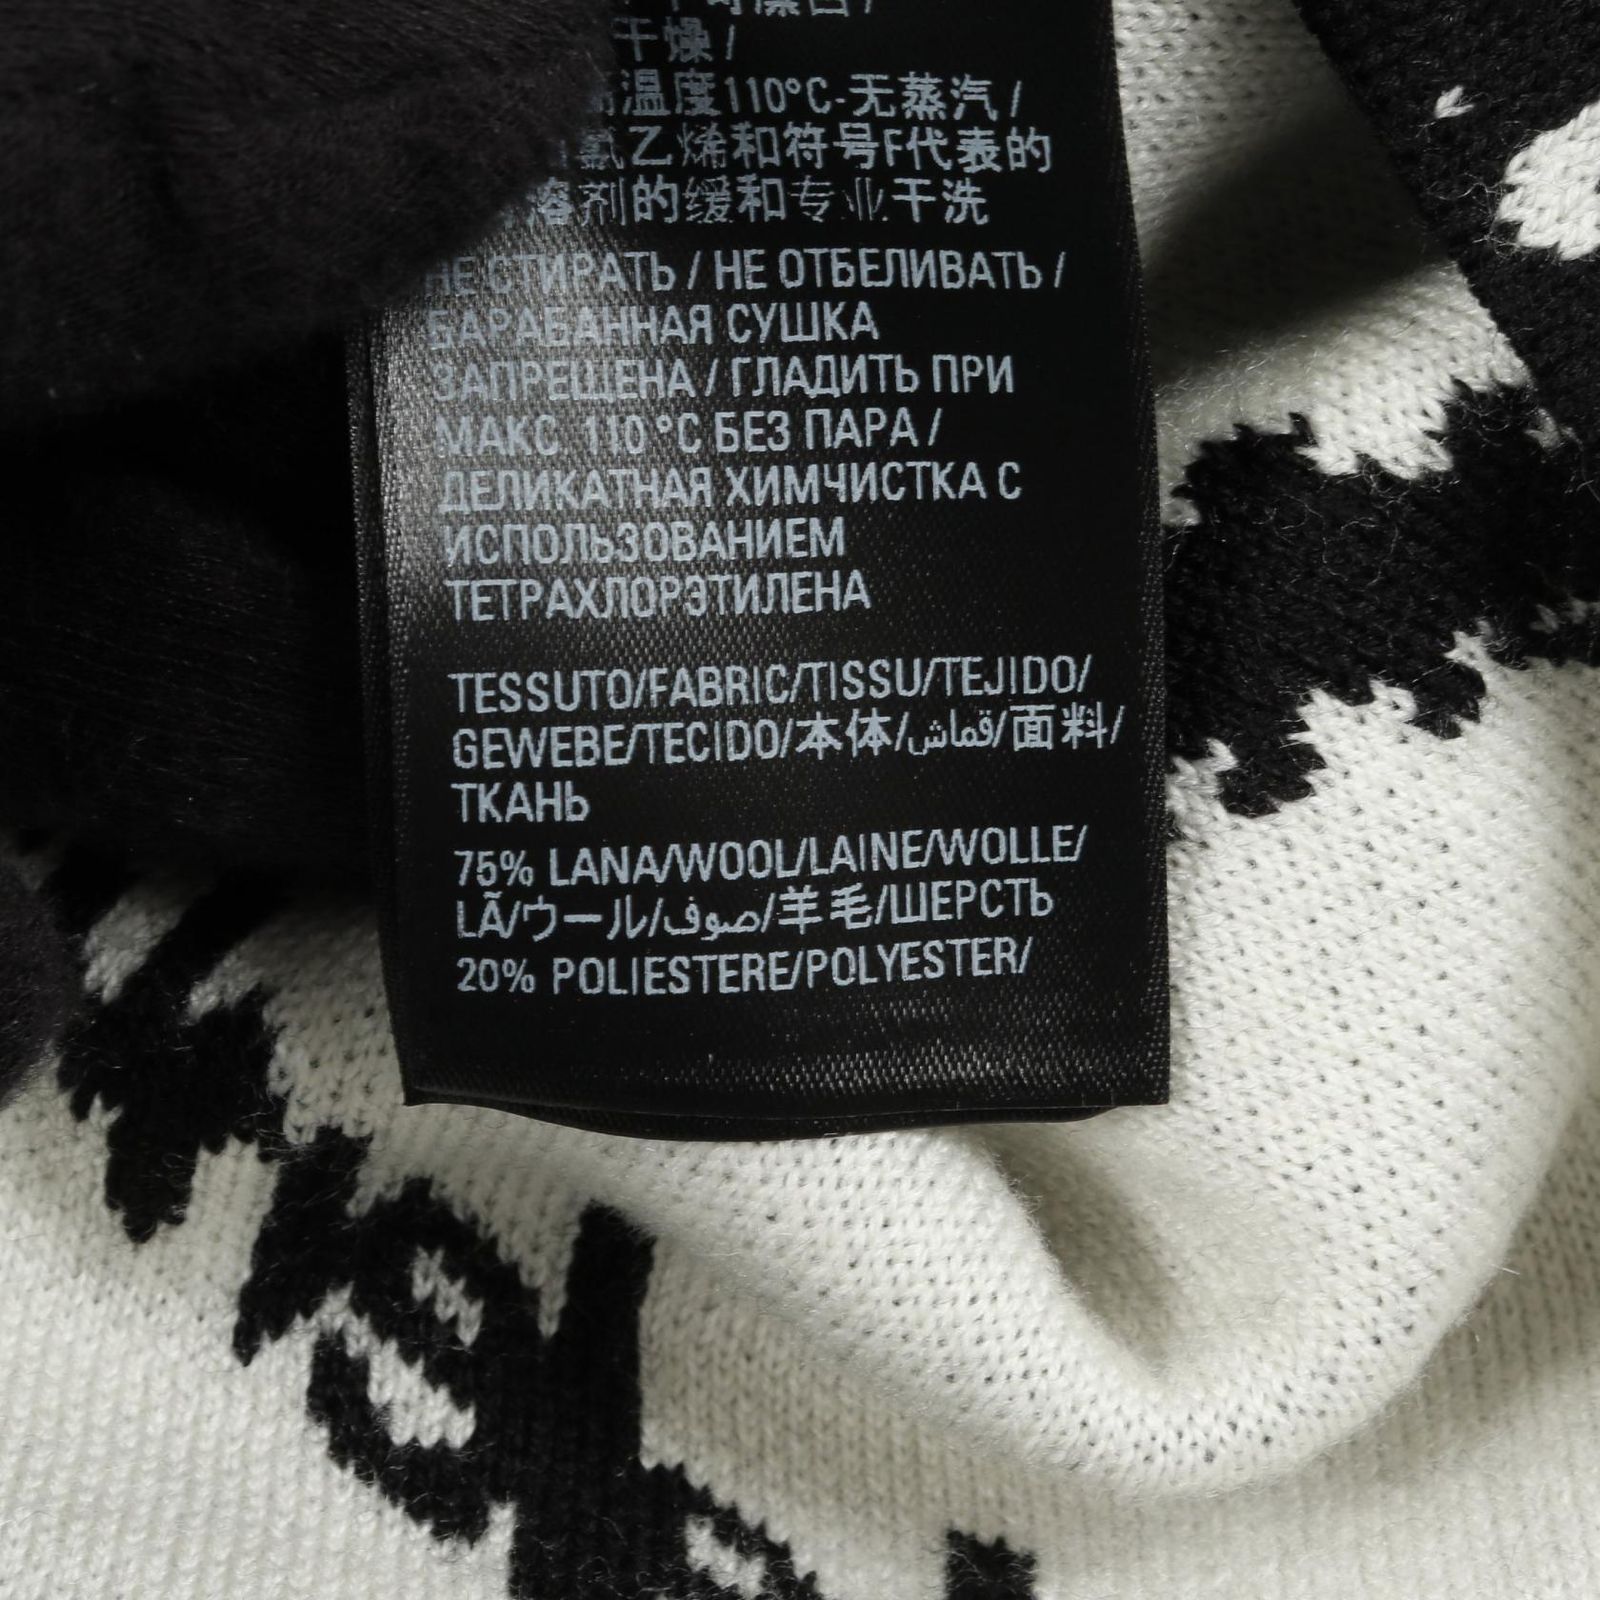 干燥 /
温度110°C-无蒸汽 /
氯乙烯和符号F代表的
溶剂的缓和专业干洗
НЕ СТИРАТЬ / НЕ ОТБЕЛИВАТЬ /
БАРАБАННАЯ СУШКА
ЗАПРЕЩЕНА / ГЛАДИТЬ ПРИ
МАКС 110 °C БЕЗ ПАРА /
ДЕЛИКАТНАЯ ХИМЧИСТКА С
ИСПОЛЬЗОВАНИЕМ
ТЕТРАХЛОРЭТИЛЕНА
TESSUTO/FABRIC/TISSU/TEJIDO/
GEWEBE/TECIDO/本体/قماش/面料/
ТКАНЬ
75% LANA/WOOL/LAINE/WOLLE/
LÃ/ウール/صوف/羊毛/ШЕРСТЬ
20% POLIESTERE/POLYESTER/